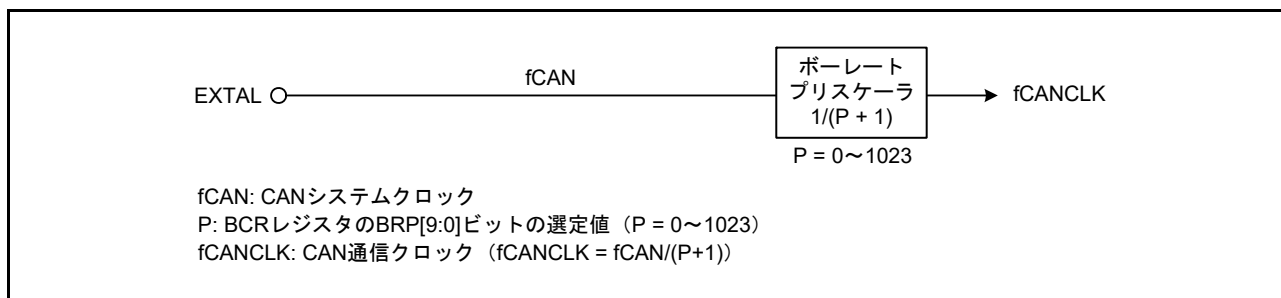 EXTAL
fCAN
ボーレート
プリスケーラ
1/(P + 1)
fCANCLK
P = 0～1023
fCAN: CANシステムクロック
P: BCRレジスタのBRP[9:0]ビットの選定値（P = 0～1023）
fCANCLK: CAN通信クロック（fCANCLK = fCAN/(P+1)）